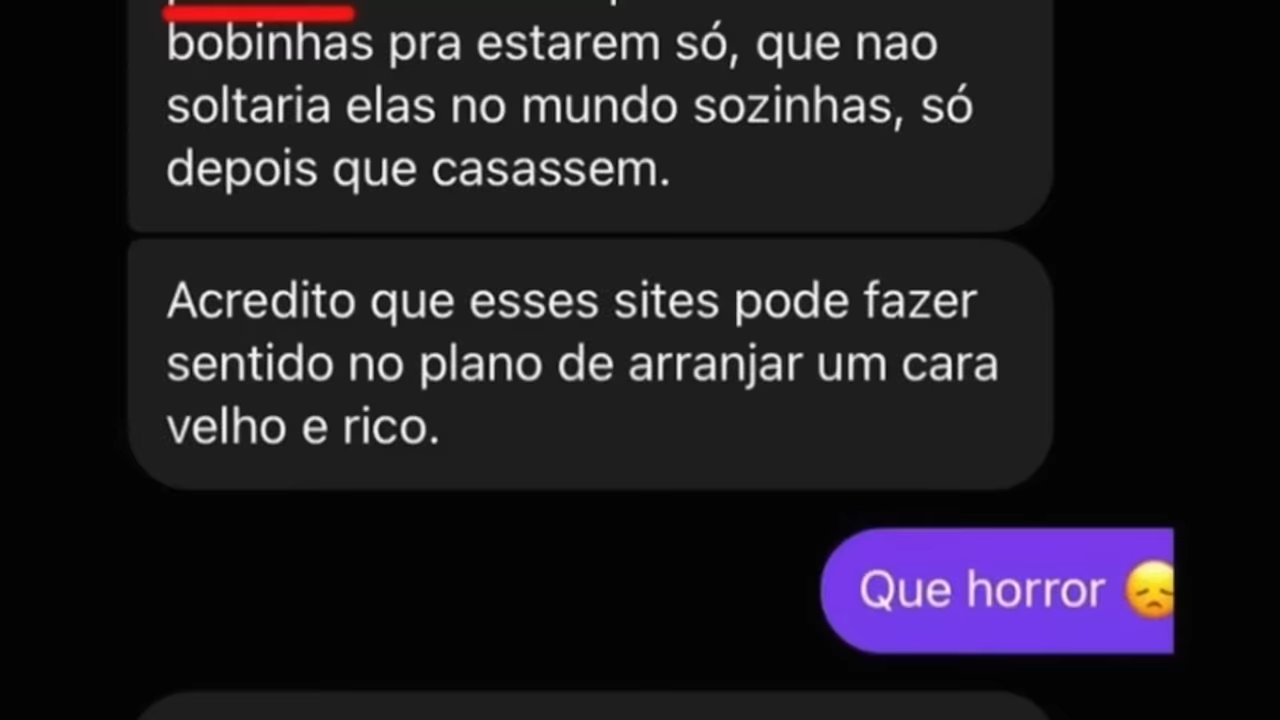 bobinhas pra estarem só, que nao
soltaria elas no mundo sozinhas, só
depois que casassem.
Acredito que esses sites pode fazer
sentido no plano de arranjar um cara
velho e rico.
Que horror 😞